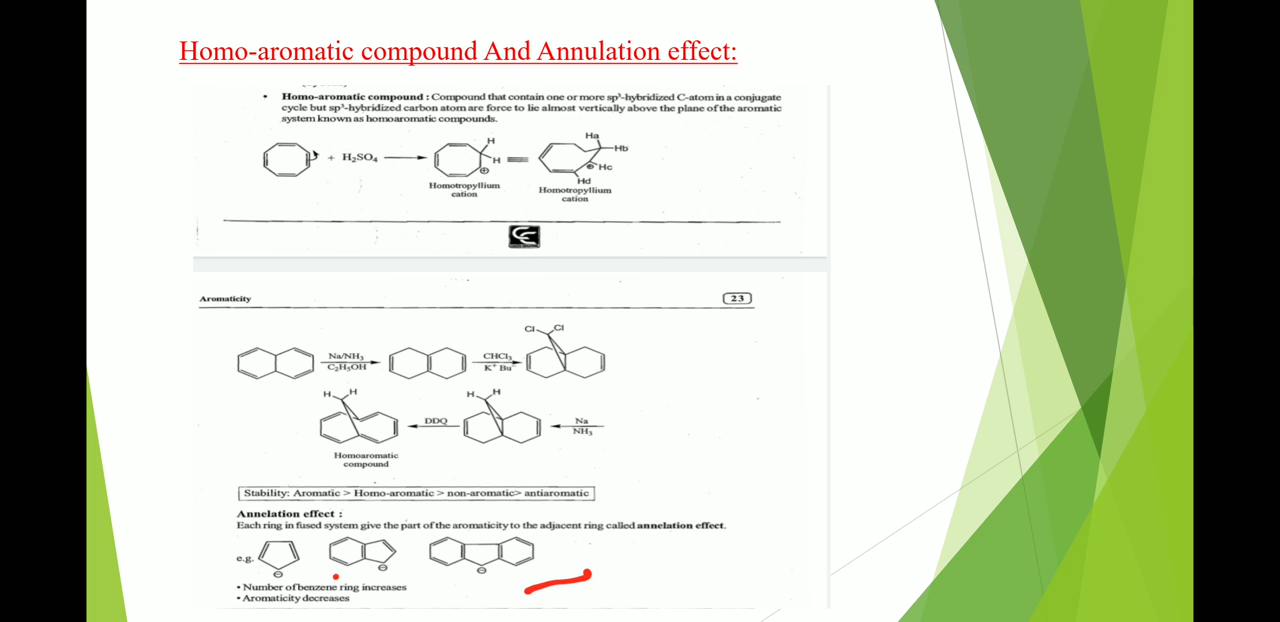 Homo-aromatic compound And Annulation effect:
• Homo-aromatic compound : Compound that contain one or more sp³-hybridized C-atom in a conjugate
cycle but sp³-hybridized carbon atom are force to lie almost vertically above the plane of the aromatic
system known as homoaromatic compounds.
+ H₂SO₄
H
H
⊕
Homotropyllium
cation
Ha
Hb
⊕ Hc
Hd
Homotropyllium
cation
Aromaticity
23
Na/NH₃
C₂H₅OH
CHCl₃
K⁺ Bu⁻
Cl Cl
H H
DDQ
H H
Na
NH₃
Homoaromatic
compound
Stability: Aromatic > Homo-aromatic > non-aromatic> antiaromatic
Annelation effect :
Each ring in fused system give the part of the aromaticity to the adjacent ring called annelation effect.
e.g.
⊖ ⊖ ⊖
• Number of benzene ring increases
• Aromaticity decreases